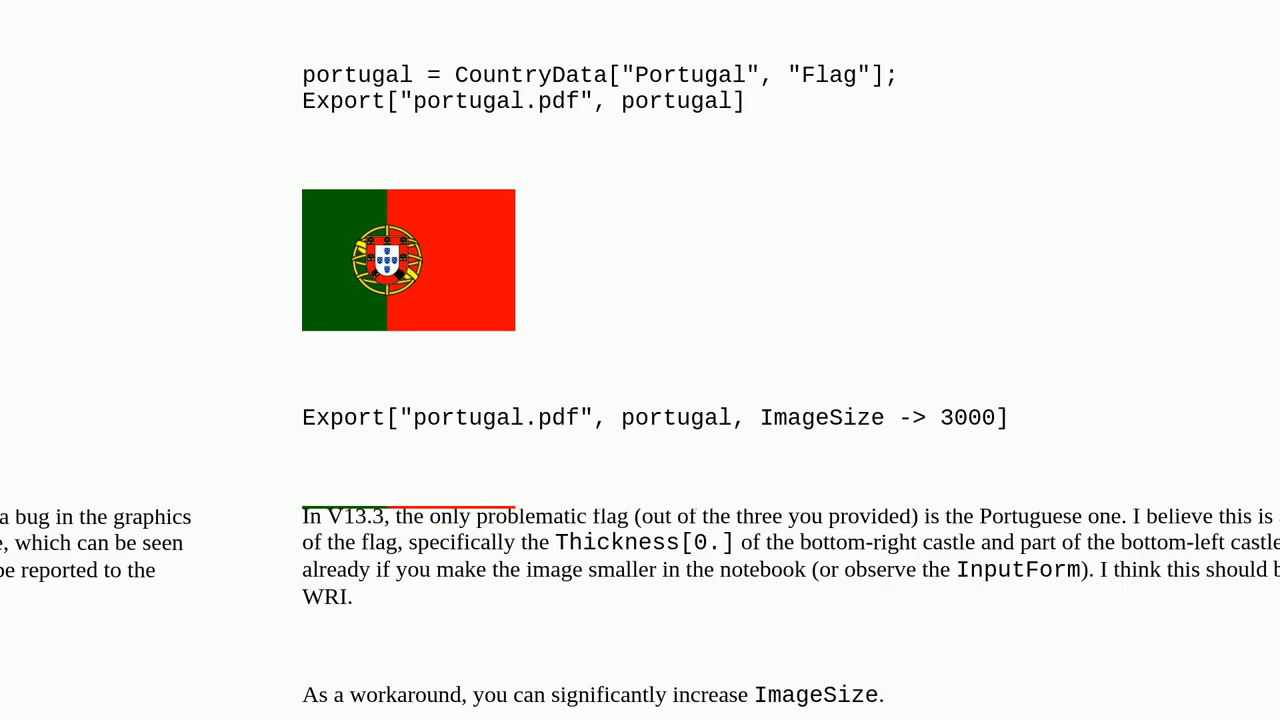 portugal = CountryData["Portugal", "Flag"];
Export["portugal.pdf", portugal]
Export["portugal.pdf", portugal, ImageSize -> 3000]
a bug in the graphics
, which can be seen
be reported to the
In V13.3, the only problematic flag (out of the three you provided) is the Portuguese one. I believe this is
of the flag, specifically the Thickness[0.] of the bottom-right castle and part of the bottom-left castle
already if you make the image smaller in the notebook (or observe the InputForm). I think this should b
WRI.
As a workaround, you can significantly increase ImageSize.